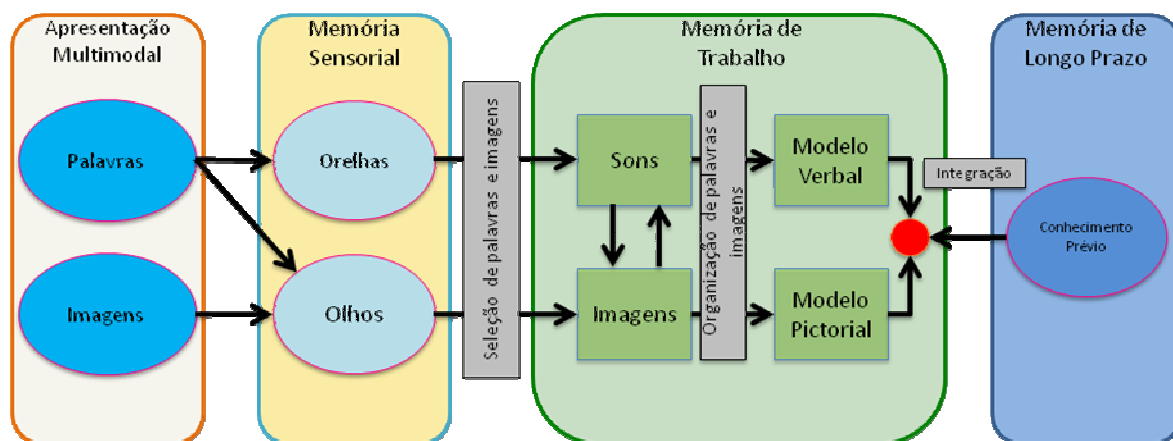 Apresentação
Multimodal
Palavras
Imagens
Memória
Sensorial
Orelhas
Olhos
Seleção de palavras e imagens
Memória de
Trabalho
Sons
Imagens
Organização de palavras e
imagens
Modelo
Verbal
Modelo
Pictorial
Integração
Memória de
Longo Prazo
Conhecimento
Prévio